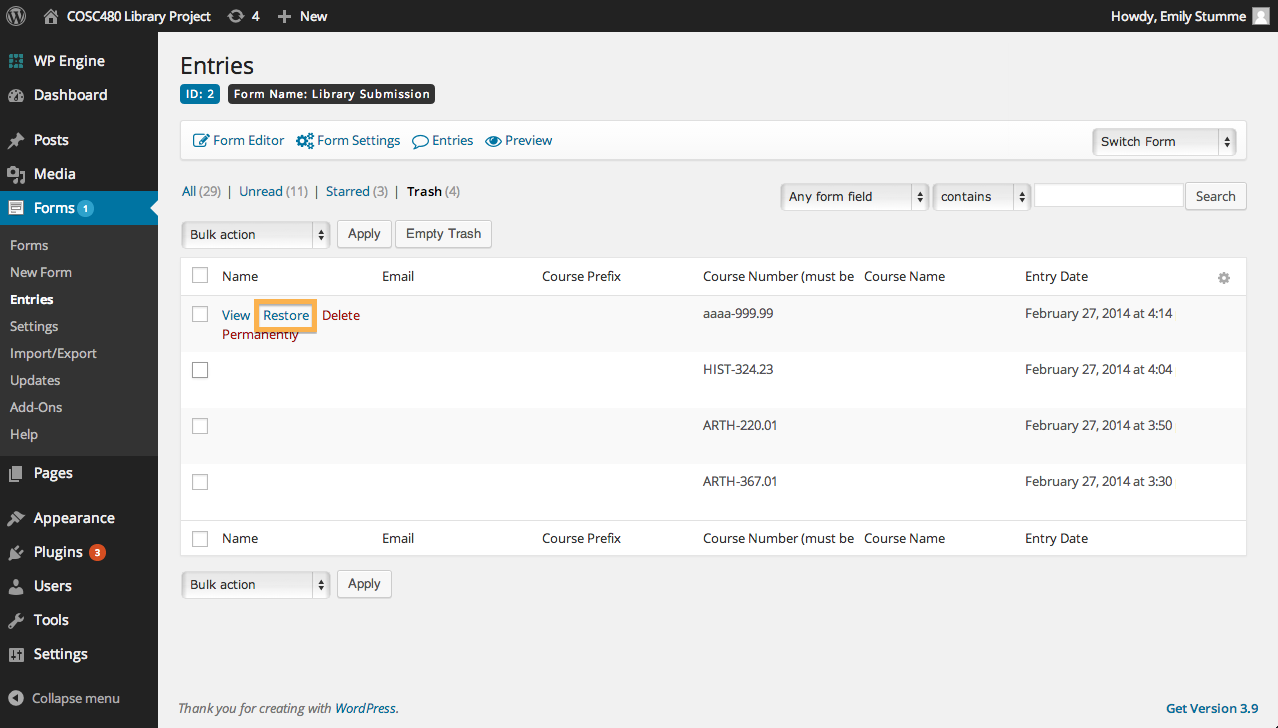 COSC480 Library Project 4 New Howdy, Emily Stumme
WP Engine
Dashboard
Posts
Media
Forms 1
Forms
New Form
Entries
Settings
Import/Export
Updates
Add-Ons
Help
Pages
Appearance
Plugins 3
Users
Tools
Settings
Collapse menu
Entries
ID: 2 Form Name: Library Submission
Form Editor Form Settings Entries Preview Switch Form
All (29) | Unread (11) | Starred (3) | Trash (4) Any form field contains Search
Bulk action Apply Empty Trash
Name Email Course Prefix Course Number (must be Course Name Entry Date
View Restore Delete aaaa-999.99 February 27, 2014 at 4:14
Permanently
HIST-324.23 February 27, 2014 at 4:04
ARTH-220.01 February 27, 2014 at 3:50
ARTH-367.01 February 27, 2014 at 3:30
Name Email Course Prefix Course Number (must be Course Name Entry Date
Bulk action Apply
Thank you for creating with WordPress. Get Version 3.9